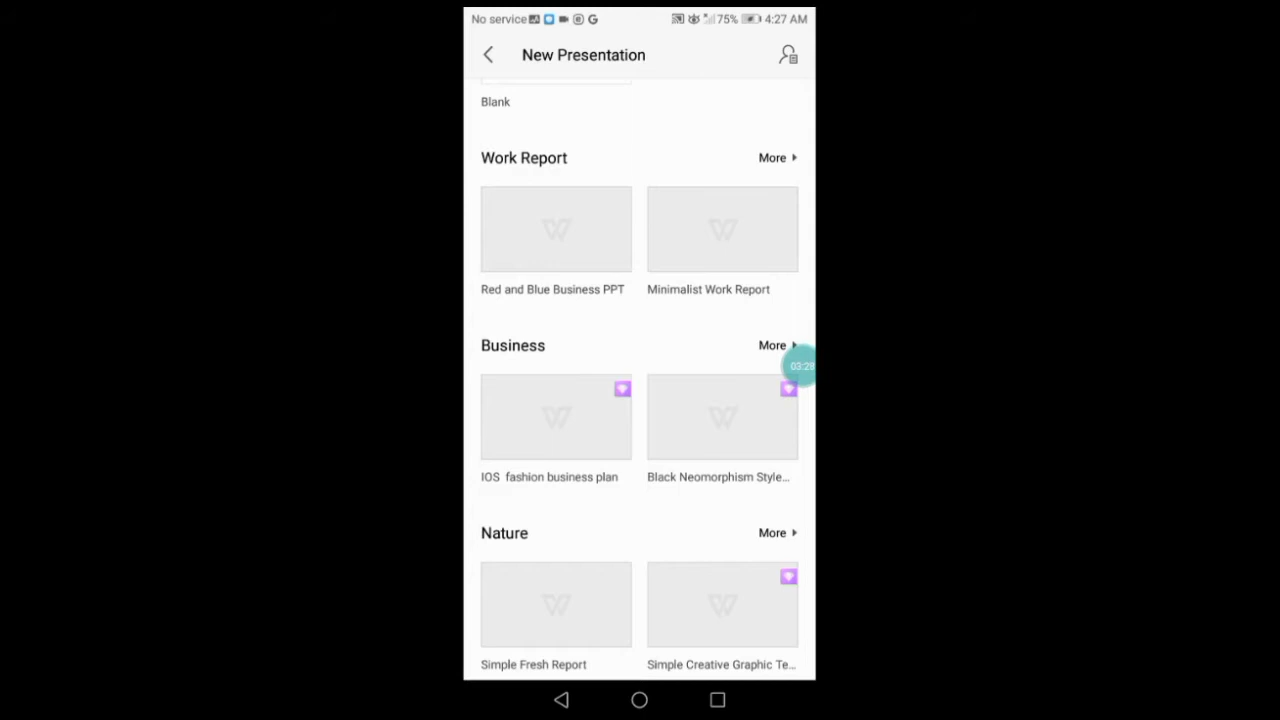 No service 75% 4:27 AM
New Presentation
Blank
Work Report More
Red and Blue Business PPT Minimalist Work Report
Business More
03:28
IOS fashion business plan Black Neomorphism Style...
Nature More
Simple Fresh Report Simple Creative Graphic Te...